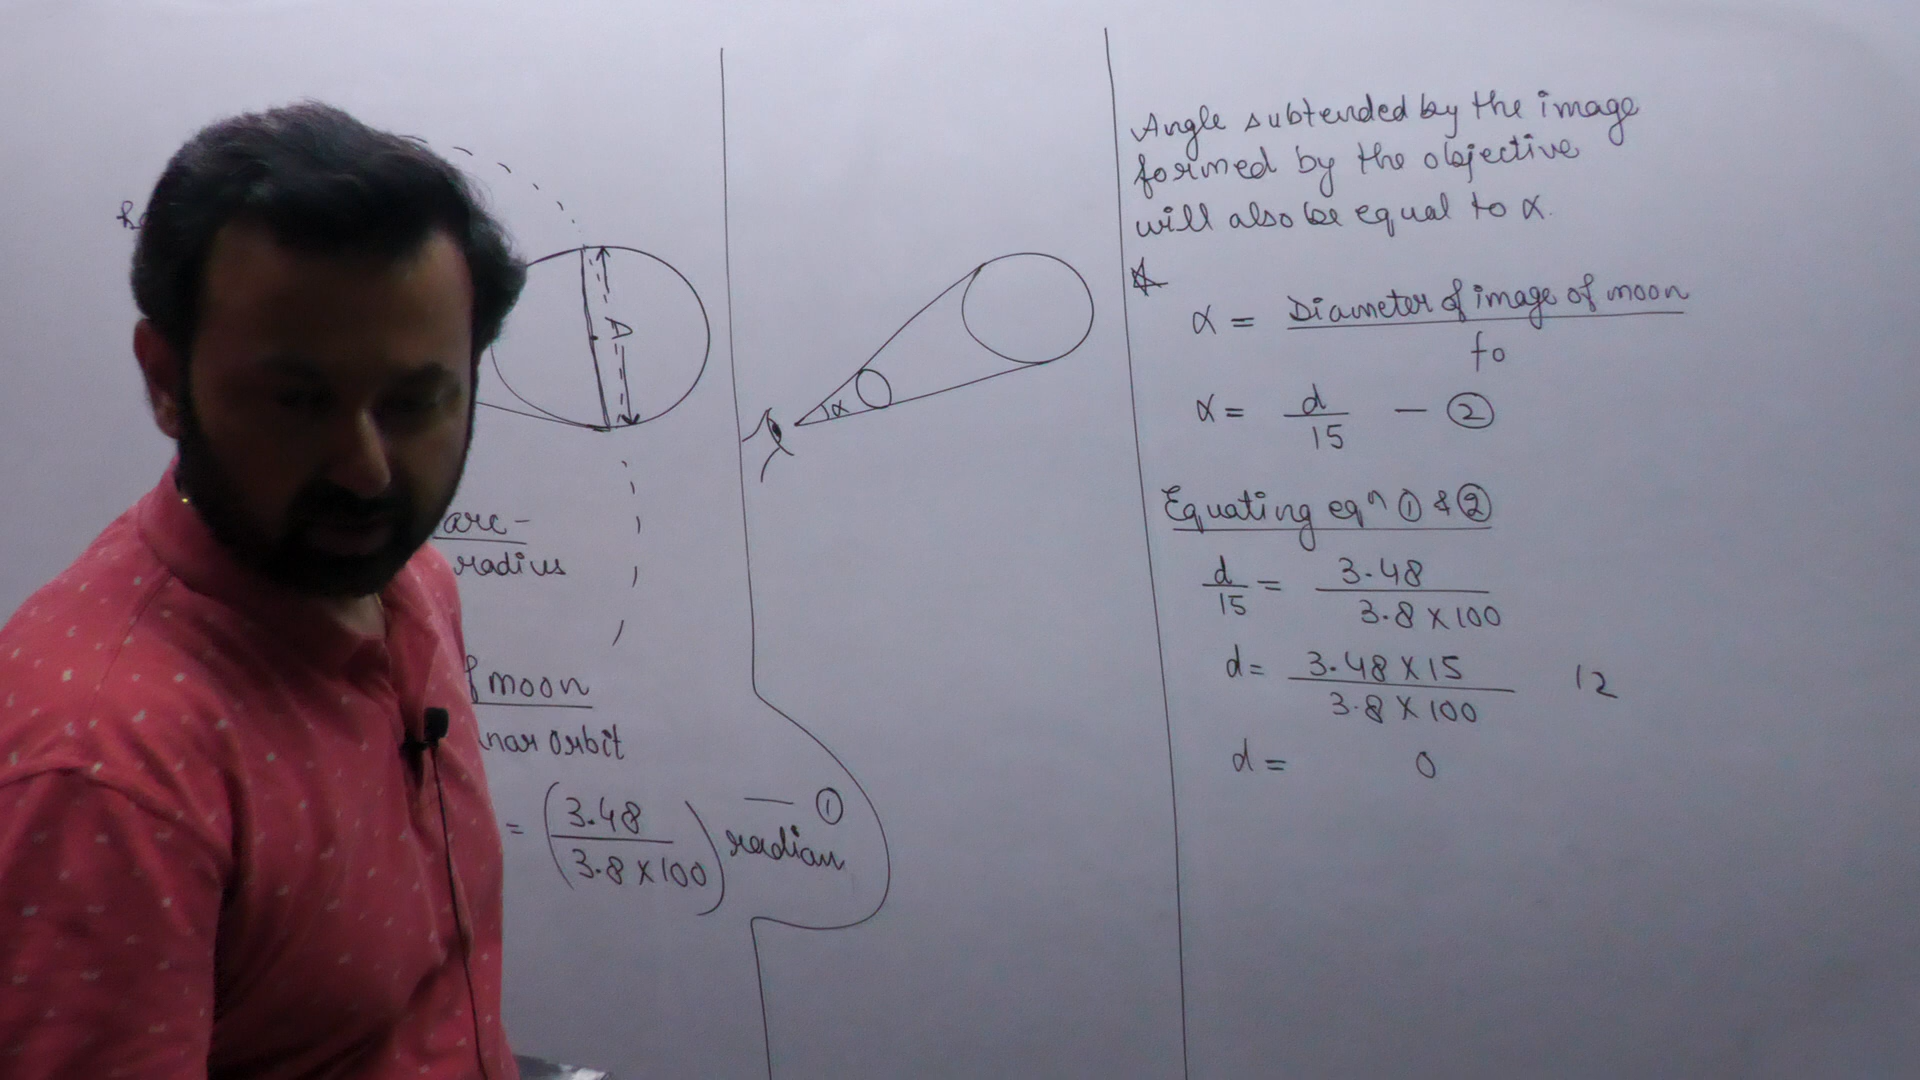 A
arc
radius
moon
nar orbit
= (3.48 / 3.8 × 100) radian — ①
α
Angle subtended by the image
formed by the objective
will also be equal to α.
α = Diameter of image of moon / fo
α = d / 15 — ②
Equating eqⁿ ① & ②
d / 15 = 3.48 / 3.8 × 100
d = 3.48 × 15 / 3.8 × 100 12
d = 0